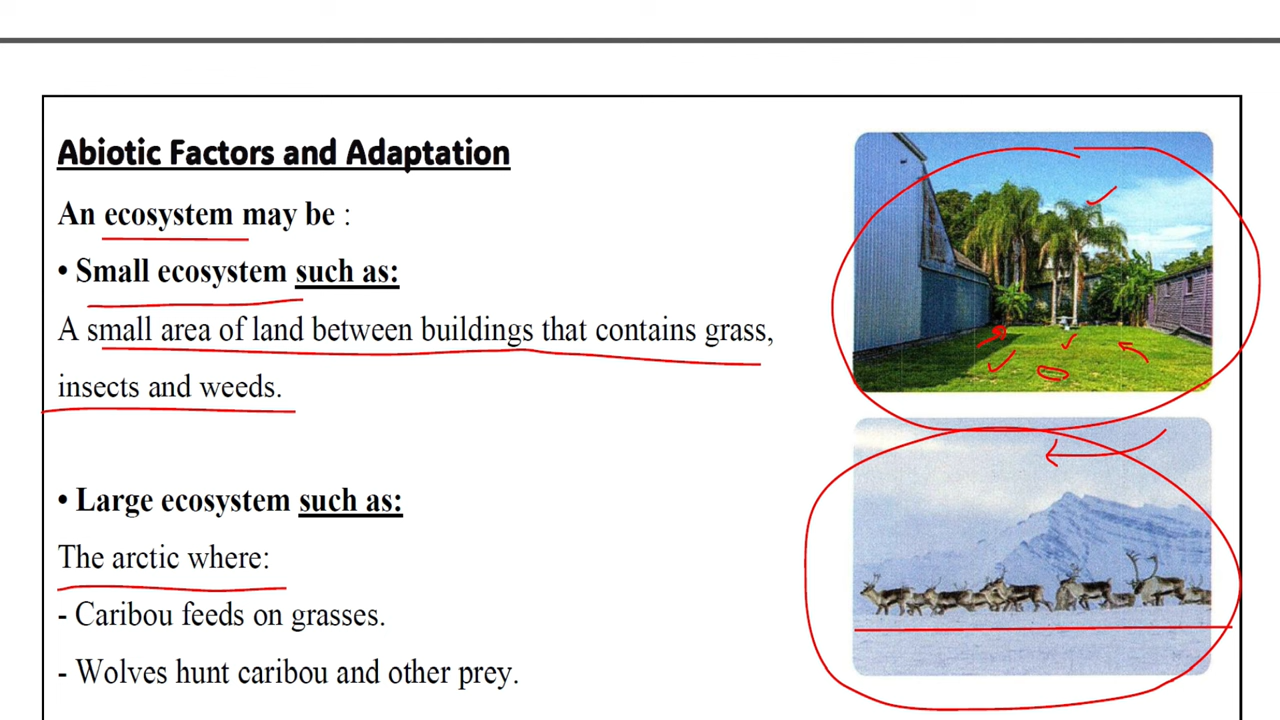 Abiotic Factors and Adaptation
An ecosystem may be :
• Small ecosystem such as:
A small area of land between buildings that contains grass,
insects and weeds.
• Large ecosystem such as:
The arctic where:
- Caribou feeds on grasses.
- Wolves hunt caribou and other prey.